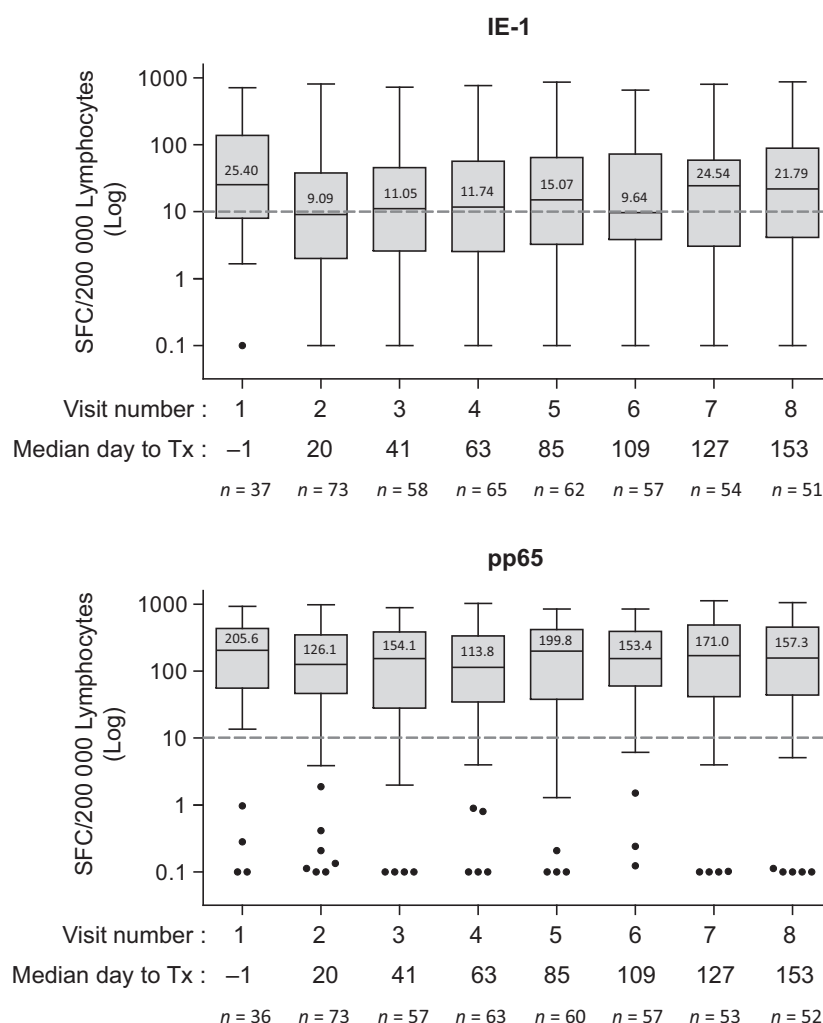 IE-1
SFC/200 000 Lymphocytes
(Log)
1000
100
10
1
0.1
25.40 9.09 11.05 11.74 15.07 9.64 24.54 21.79
Visit number : 1 2 3 4 5 6 7 8
Median day to Tx : –1 20 41 63 85 109 127 153
n = 37 n = 73 n = 58 n = 65 n = 62 n = 57 n = 54 n = 51
pp65
SFC/200 000 Lymphocytes
(Log)
1000
100
10
1
0.1
205.6 126.1 154.1 113.8 199.8 153.4 171.0 157.3
Visit number : 1 2 3 4 5 6 7 8
Median day to Tx : –1 20 41 63 85 109 127 153
n = 36 n = 73 n = 57 n = 63 n = 60 n = 57 n = 53 n = 52